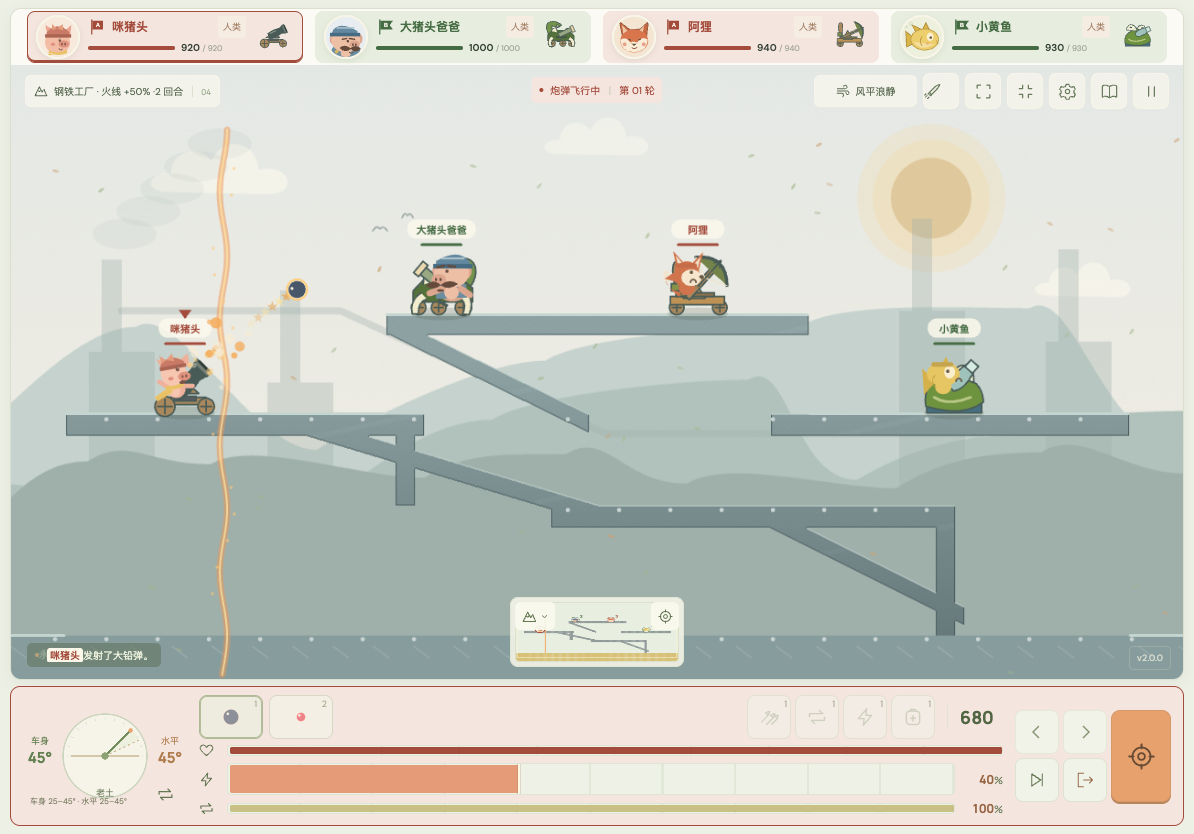 A 咪猪头 人类
920 / 920
B 大猪头爸爸 人类
1000 / 1000
A 阿狸 人类
940 / 940
B 小黄鱼 人类
930 / 930
钢铁工厂 · 火线 +50% ·2 回合 04
炮弹飞行中 第 01 轮
风平浪静
大猪头爸爸
阿狸
咪猪头
小黄鱼
咪猪头 发射了大铅弹。
v2.0.0
1
2
1
1
1
1
680
车身
45°
水平
45°
老土
车身 25–45° · 水平 25–45°
40%
100%